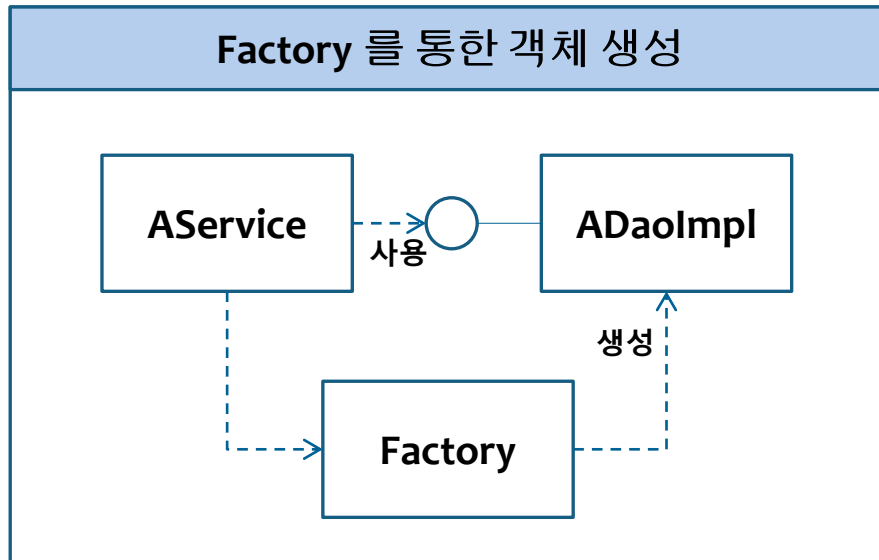 Factory 를 통한 객체 생성
AService
사용
ADaoImpl
생성
Factory